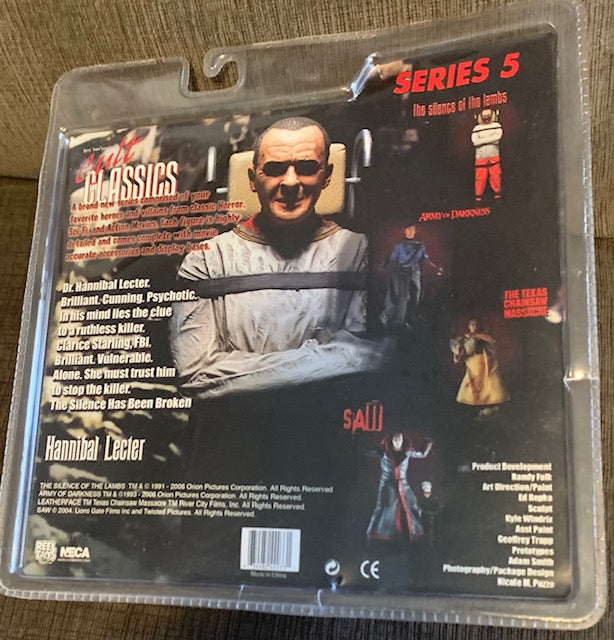 SERIES 5
the silence of the lambs
cult
CLASSICS
A brand new series comprised of your
favorite heroes and villains from classic Horror,
Sci Fi and Action Movies. Each figure is highly
detailed and comes complete with movie
accurate accessories and display bases.
ARMY OF DARKNESS
Dr. Hannibal Lecter.
Brilliant. Cunning. Psychotic.
In his mind lies the clue
to a ruthless killer.
Clarice Starling, FBI.
Brilliant. Vulnerable.
Alone. She must trust him
to stop the killer.
The Silence Has Been Broken
THE TEXAS
CHAINSAW
MASSACRE
SAW
Hannibal Lecter
THE SILENCE OF THE LAMBS TM & © 1991 - 2006 Orion Pictures Corporation. All Rights Reserved.
ARMY OF DARKNESS TM & ©1993 - 2006 Orion Pictures Corporation. All Rights Reserved.
LEATHERFACE TM Texas Chainsaw Massacre TM River City Films, Inc. All Rights Reserved.
SAW © 2004. Lions Gate Films Inc and Twisted Pictures. All Rights Reserved.
Product Development
Randy Falk
Art Direction/Paint
Ed Repka
Sculpt
Kyle Windrix
Asst Paint
Geoffrey Trapp
Prototypes
Adam Smith
Photography/Package Design
Nicole M. Puzzo
REEL
TOYS
NECA
Made in China
CE